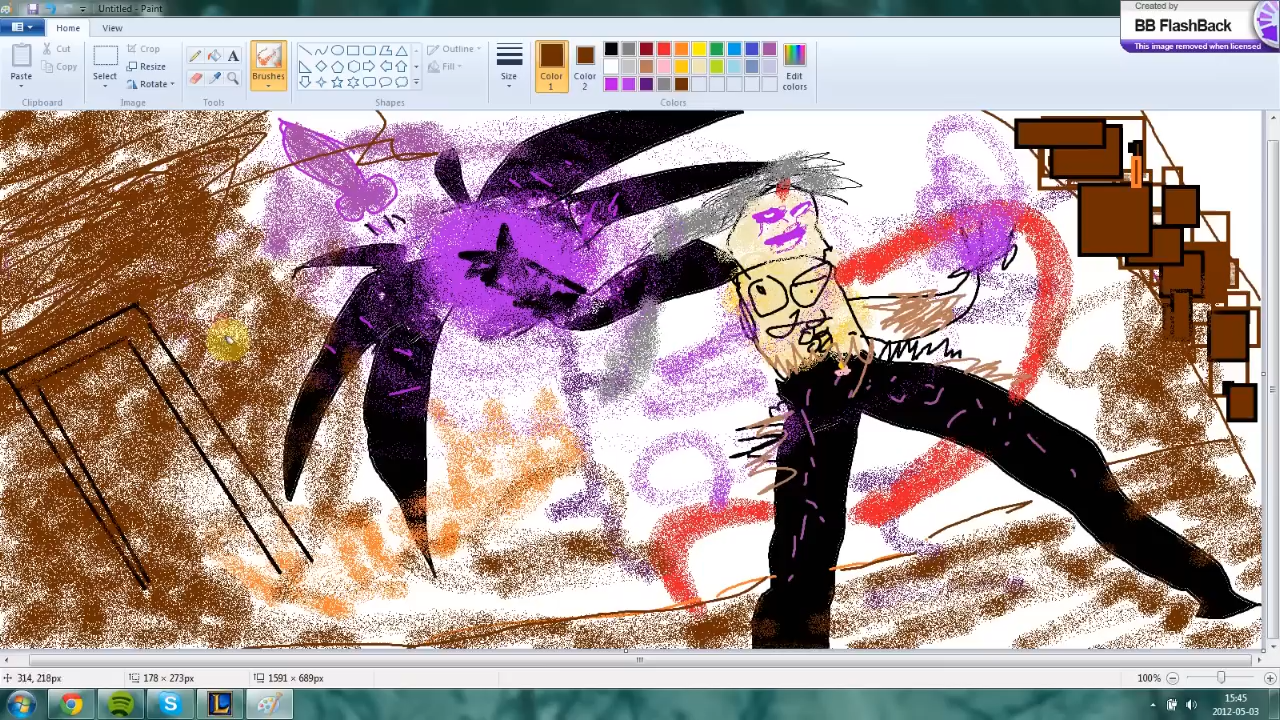 Untitled - Paint
Created by
BB FlashBack
This image removed when licensed
Home
View
Paste
Cut
Copy
Clipboard
Select
Crop
Resize
Rotate
Image
A
Tools
Brushes
Outline
Fill
Shapes
Size
Color 1
Color 2
Edit colors
Colors
314, 218px
178 × 273px
1591 × 689px
100%
L
15:45
2012-05-03